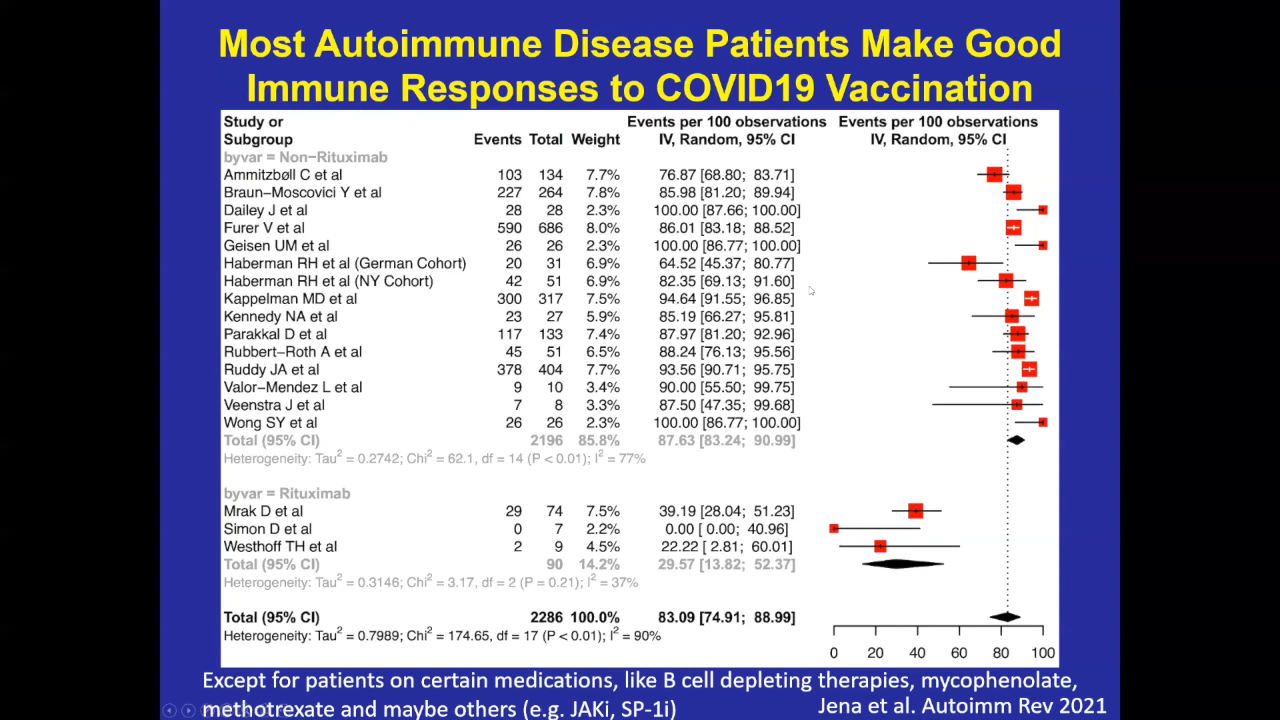 Most Autoimmune Disease Patients Make Good
Immune Responses to COVID19 Vaccination
Study or Events per 100 observations Events per 100 observations
Subgroup Events Total Weight IV, Random, 95% CI IV, Random, 95% CI
byvar = Non−Rituximab
Ammitzbøll C et al 103 134 7.7% 76.87 [68.80; 83.71]
Braun−Moscovici Y et al 227 264 7.8% 85.98 [81.20; 89.94]
Dailey J et al 28 28 2.3% 100.00 [87.66; 100.00]
Furer V et al 590 686 8.0% 86.01 [83.18; 88.52]
Geisen UM et al 26 26 2.3% 100.00 [86.77; 100.00]
Haberman RH et al (German Cohort) 20 31 6.9% 64.52 [45.37; 80.77]
Haberman RH et al (NY Cohort) 42 51 6.9% 82.35 [69.13; 91.60]
Kappelman MD et al 300 317 7.5% 94.64 [91.55; 96.85]
Kennedy NA et al 23 27 5.9% 85.19 [66.27; 95.81]
Parakkal D et al 117 133 7.4% 87.97 [81.20; 92.96]
Rubbert−Roth A et al 45 51 6.5% 88.24 [76.13; 95.56]
Ruddy JA et al 378 404 7.7% 93.56 [90.71; 95.75]
Valor−Mendez L et al 9 10 3.4% 90.00 [55.50; 99.75]
Veenstra J et al 7 8 3.3% 87.50 [47.35; 99.68]
Wong SY et al 26 26 2.3% 100.00 [86.77; 100.00]
Total (95% CI) 2196 85.8% 87.63 [83.24; 90.99]
Heterogeneity: Tau² = 0.2742; Chi² = 62.1, df = 14 (P < 0.01); I² = 77%
byvar = Rituximab
Mrak D et al 29 74 7.5% 39.19 [28.04; 51.23]
Simon D et al 0 7 2.2% 0.00 [ 0.00; 40.96]
Westhoff TH et al 2 9 4.5% 22.22 [ 2.81; 60.01]
Total (95% CI) 90 14.2% 29.57 [13.82; 52.37]
Heterogeneity: Tau² = 0.3146; Chi² = 3.17, df = 2 (P = 0.21); I² = 37%
Total (95% CI) 2286 100.0% 83.09 [74.91; 88.99]
Heterogeneity: Tau² = 0.7989; Chi² = 174.65, df = 17 (P < 0.01); I² = 90%
0 20 40 60 80 100
Except for patients on certain medications, like B cell depleting therapies, mycophenolate,
methotrexate and maybe others (e.g. JAKi, SP-1i)
Jena et al. Autoimm Rev 2021